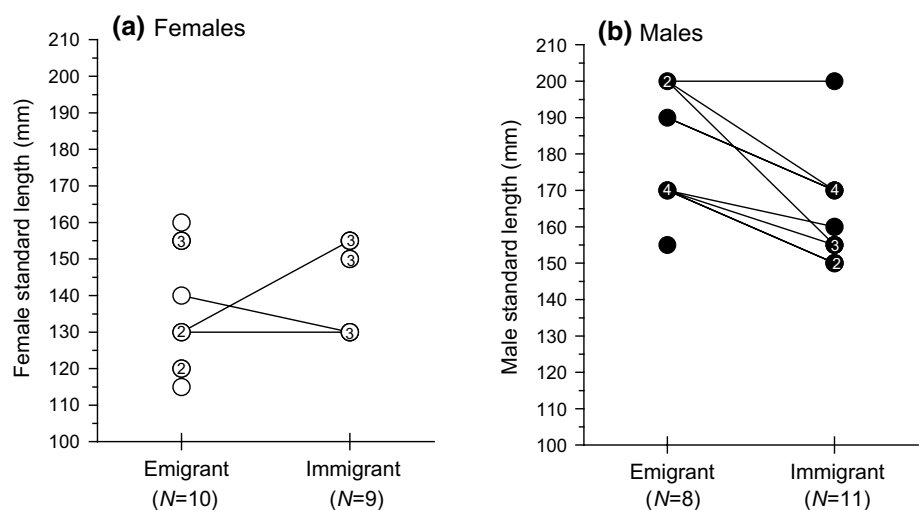 (a) Females
210
200
190
180
170
160
150
140
130
120
110
100
Female standard length (mm)
3
2
2
3
3
3
Emigrant
(N=10)
Immigrant
(N=9)
(b) Males
210
200
190
180
170
160
150
140
130
120
110
100
Male standard length (mm)
2
4
4
3
2
Emigrant
(N=8)
Immigrant
(N=11)